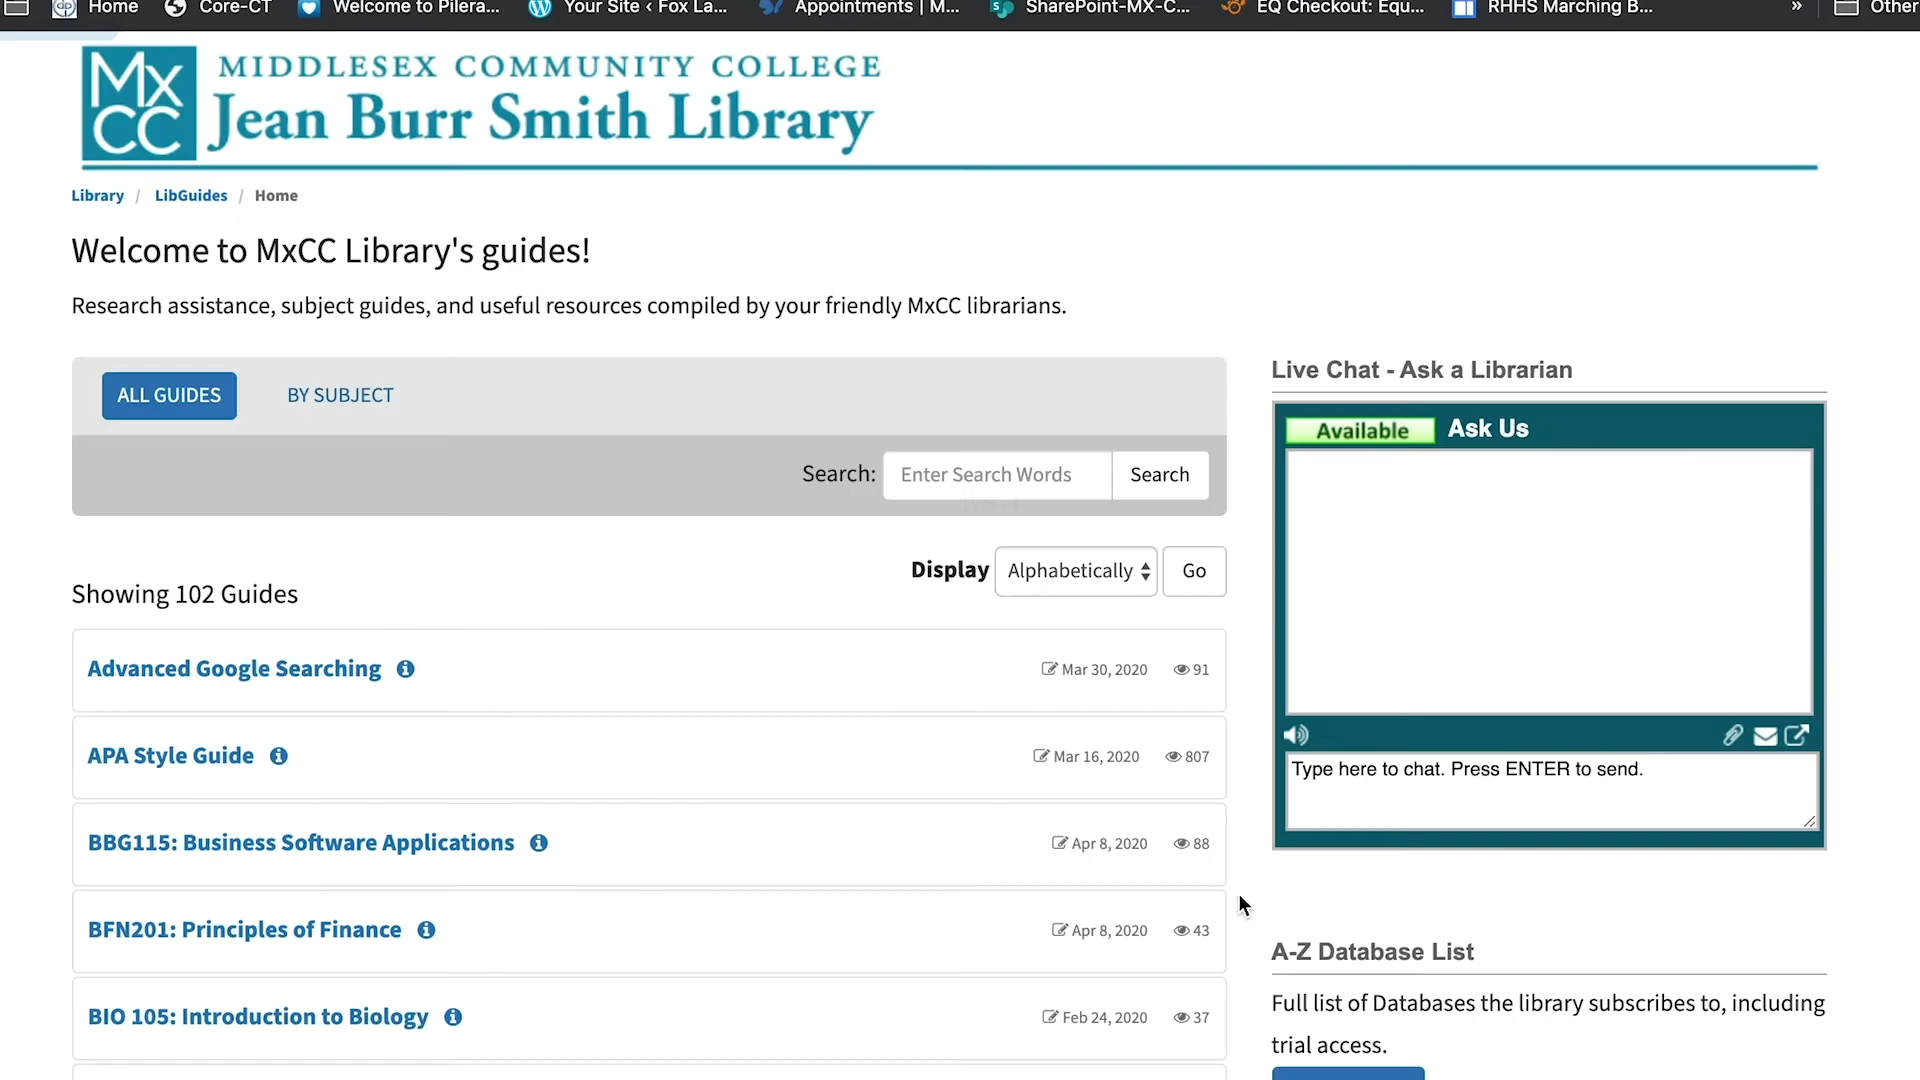 Home Core-CT Welcome to Pilera... Your Site ‹ Fox La... Appointments | M... SharePoint-MX-C... EQ Checkout: Equ... RHHS Marching B... » Other
MxCC
MIDDLESEX COMMUNITY COLLEGE
Jean Burr Smith Library
Library / LibGuides / Home
Welcome to MxCC Library's guides!
Research assistance, subject guides, and useful resources compiled by your friendly MxCC librarians.
ALL GUIDES BY SUBJECT
Search: Enter Search Words Search
Display Alphabetically Go
Showing 102 Guides
Advanced Google Searching Mar 30, 2020 91
APA Style Guide Mar 16, 2020 807
BBG115: Business Software Applications Apr 8, 2020 88
BFN201: Principles of Finance Apr 8, 2020 43
BIO 105: Introduction to Biology Feb 24, 2020 37
Live Chat - Ask a Librarian
Available Ask Us
Type here to chat. Press ENTER to send.
A-Z Database List
Full list of Databases the library subscribes to, including
trial access.